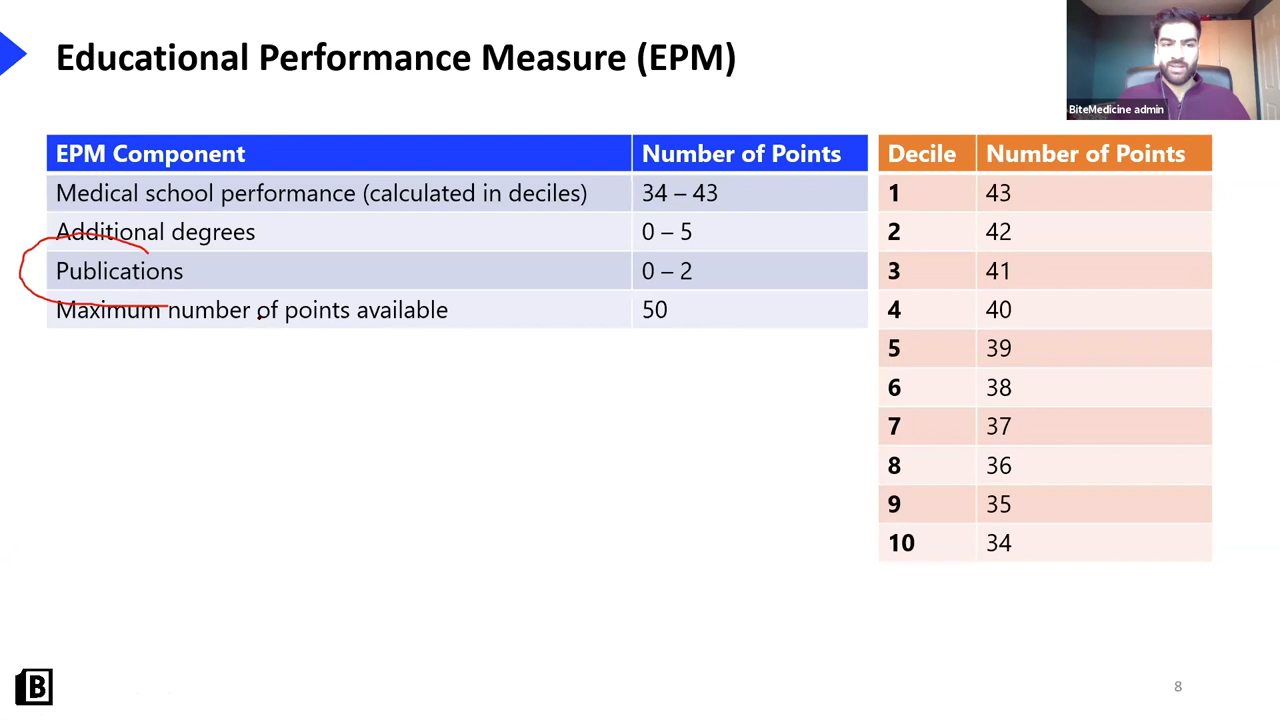 Educational Performance Measure (EPM)
BiteMedicine admin
EPM Component Number of Points
Medical school performance (calculated in deciles) 34 – 43
Additional degrees 0 – 5
Publications 0 – 2
Maximum number of points available 50
Decile Number of Points
1 43
2 42
3 41
4 40
5 39
6 38
7 37
8 36
9 35
10 34
B
8